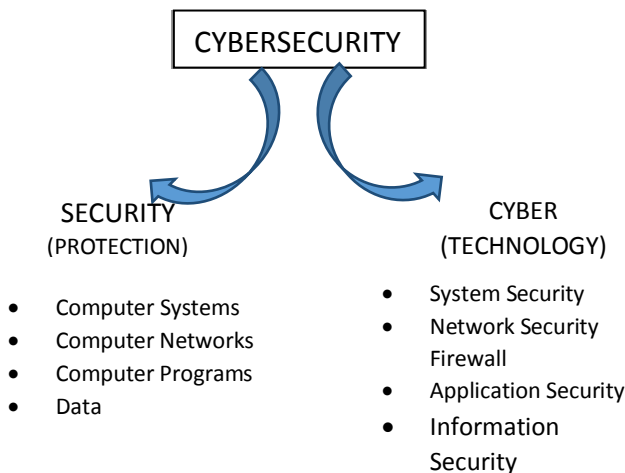 CYBERSECURITY
SECURITY
(PROTECTION)
• Computer Systems
• Computer Networks
• Computer Programs
• Data
CYBER
(TECHNOLOGY)
• System Security
• Network Security
Firewall
• Application Security
• Information
Security